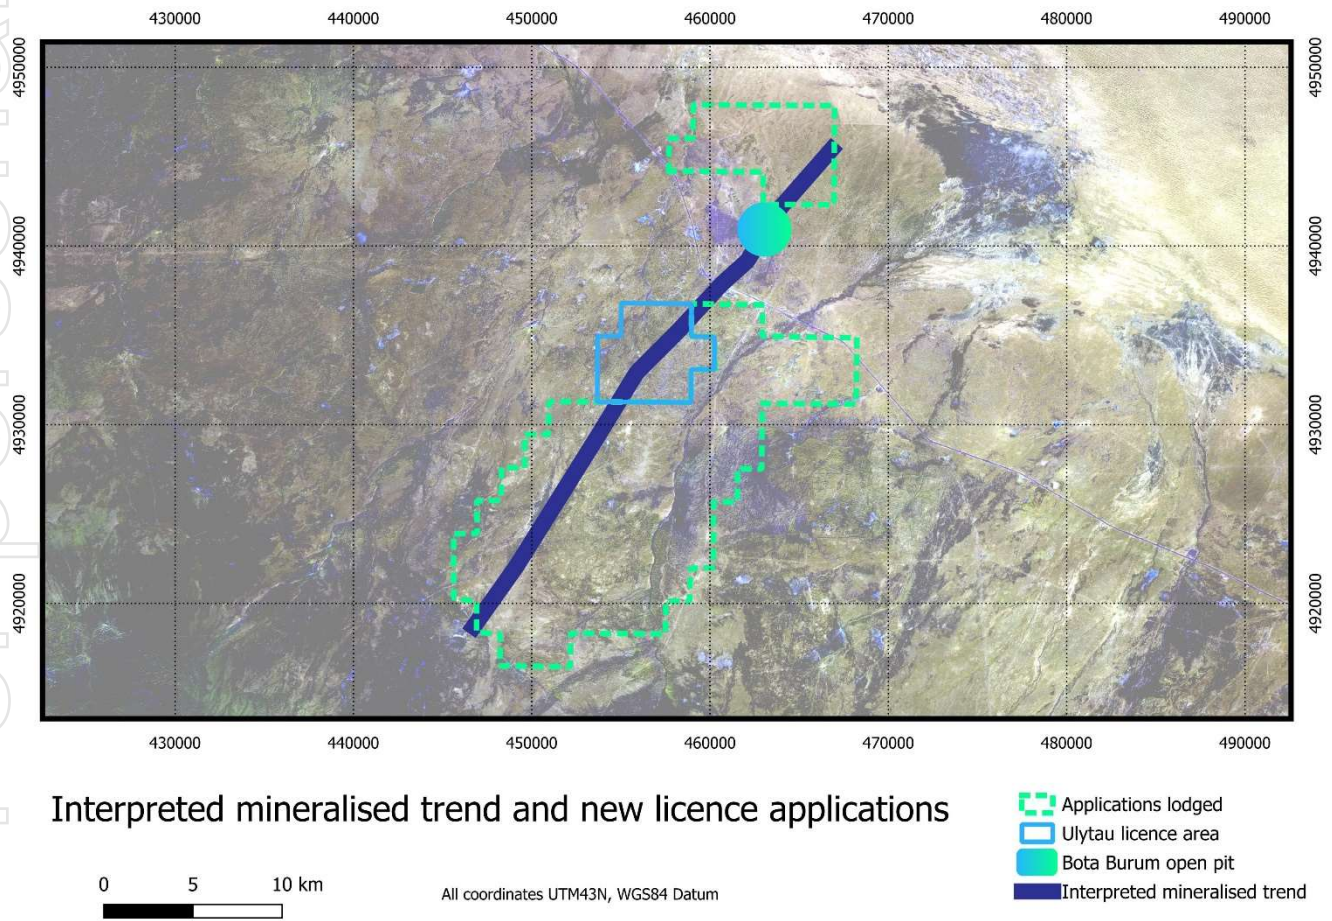 430000 440000 450000 460000 470000 480000 490000
4950000 4950000
4940000 4940000
4930000 4930000
4920000 4920000
430000 440000 450000 460000 470000 480000 490000
Interpreted mineralised trend and new licence applications
Applications lodged
Ulytau licence area
Bota Burum open pit
Interpreted mineralised trend
0 5 10 km
All coordinates UTM43N, WGS84 Datum